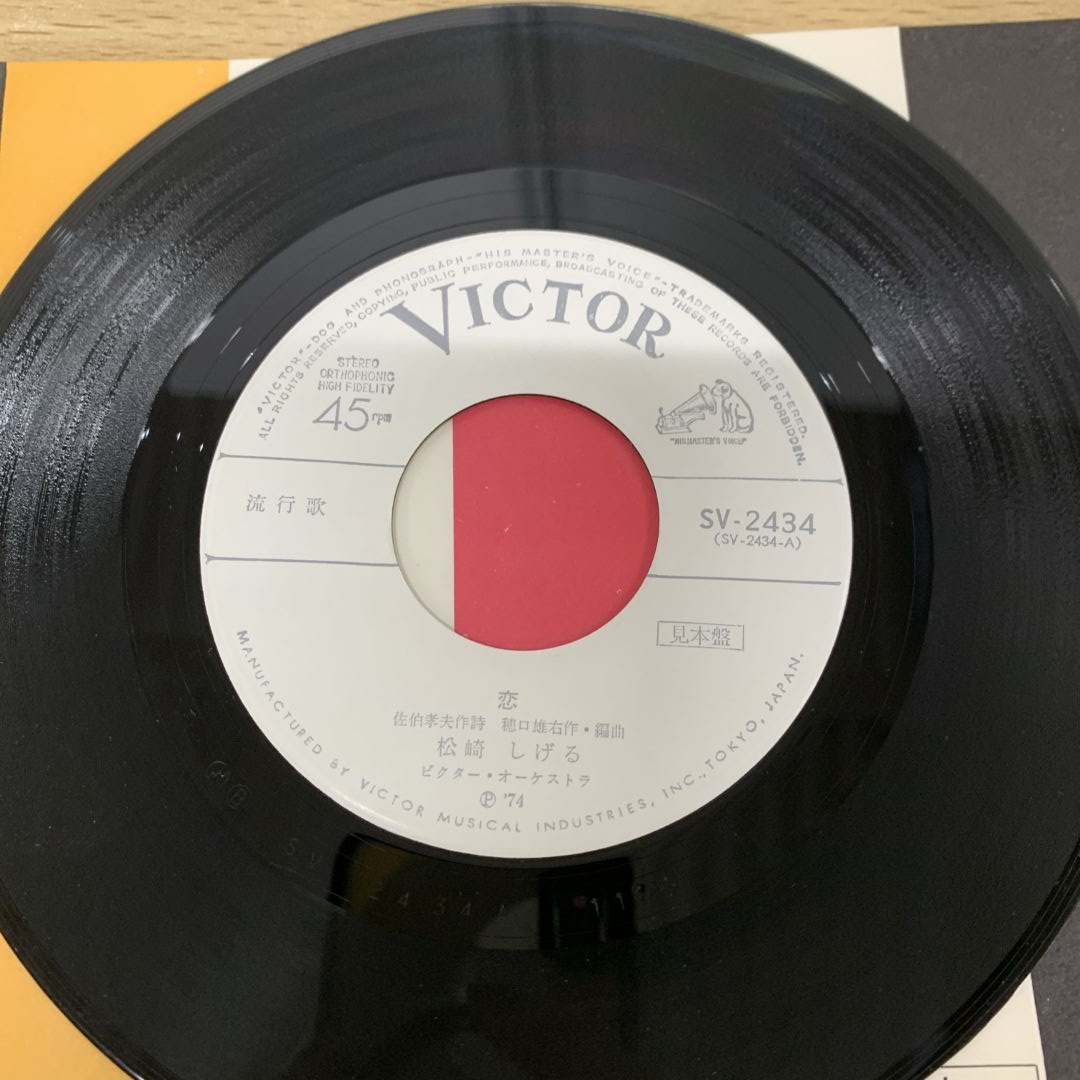 "VICTOR"-DOG AND PHONOGRAPH-"HIS MASTER'S VOICE"-TRADEMARKS REGISTERED.
ALL RIGHTS RESERVED, COPYING, PUBLIC PERFORMANCE, BROADCASTING OF THESE RECORDS ARE FORBIDDEN.
VICTOR
STEREO
ORTHOPHONIC
HIGH FIDELITY
45rpm
"HIS MASTER'S VOICE"
流行歌
SV-2434
(SV-2434-A)
見本盤
恋
佐伯孝夫作詩 穂口雄右作・編曲
松崎 しげる
ビクター・オーケストラ
Ⓟ '74
MANUFACTURED BY VICTOR MUSICAL INDUSTRIES, INC., TOKYO, JAPAN.